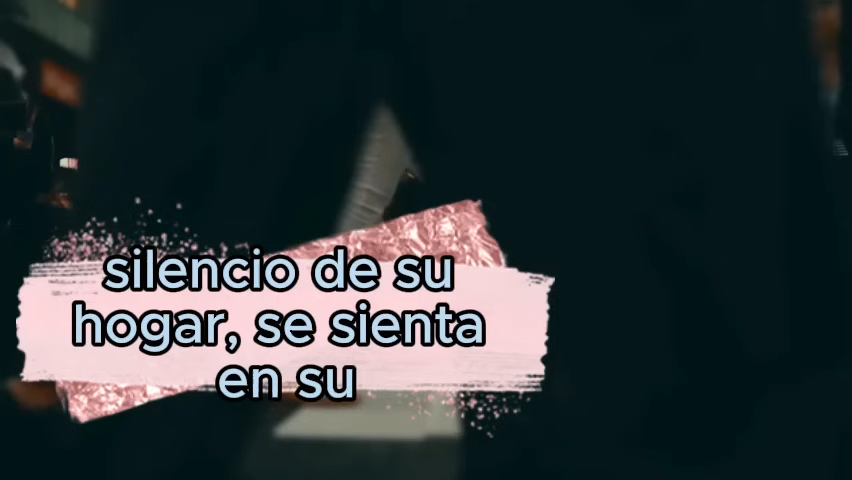 silencio de su
hogar, se sienta
en su